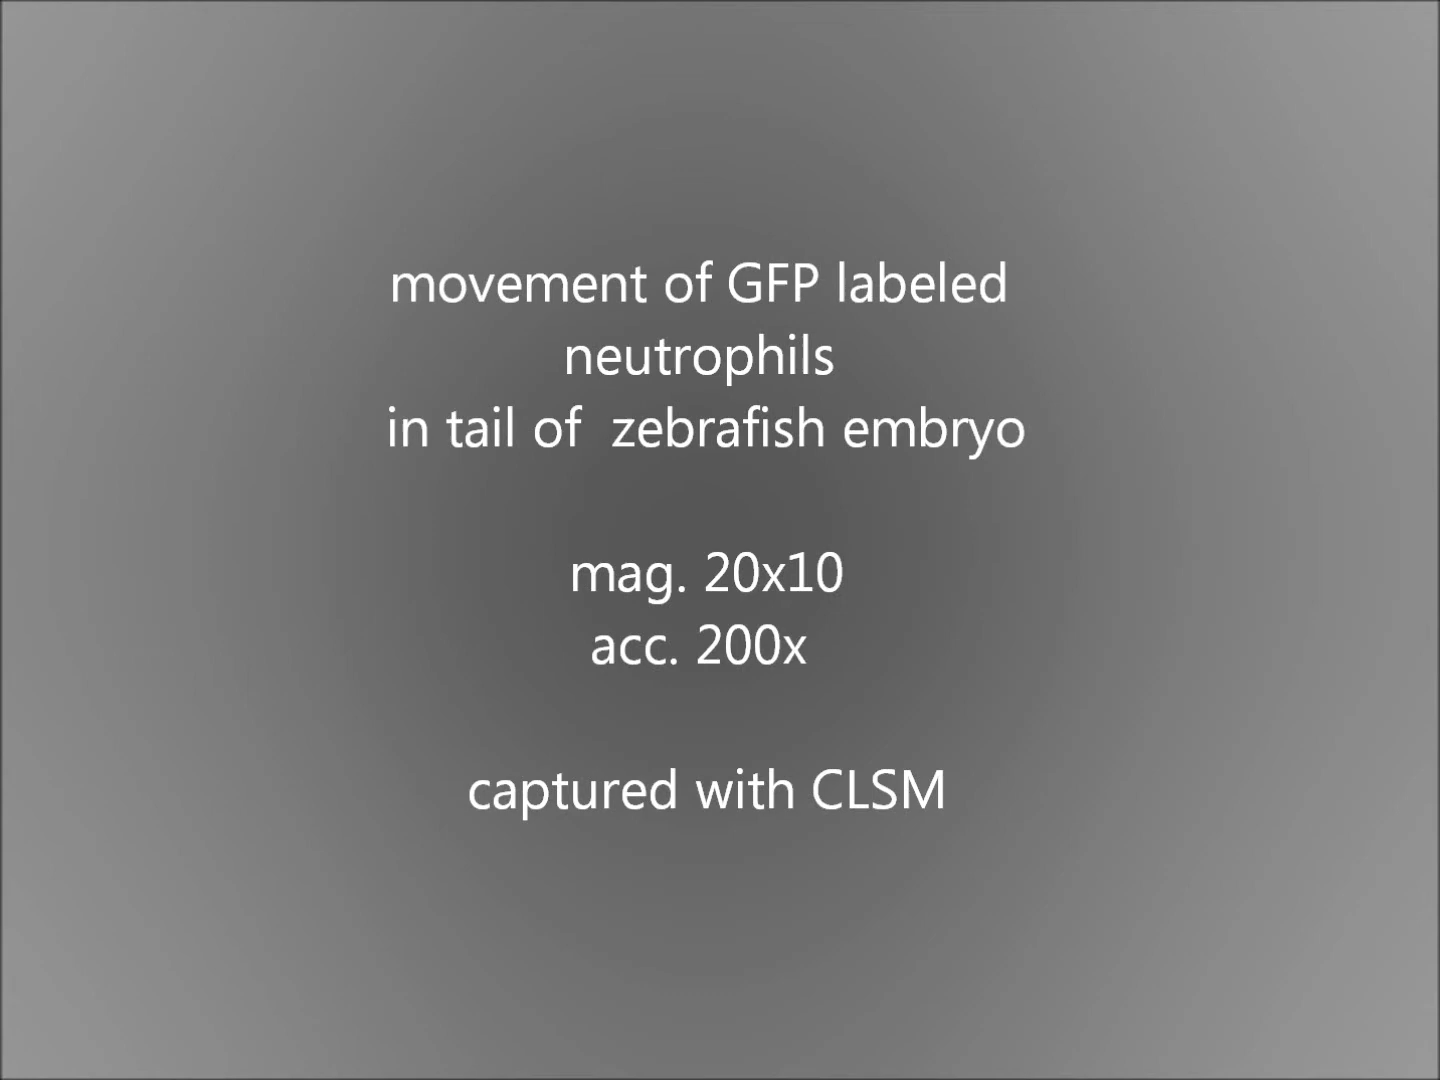 movement of GFP labeled
neutrophils
in tail of  zebrafish embryo
mag. 20x10
acc. 200x
captured with CLSM